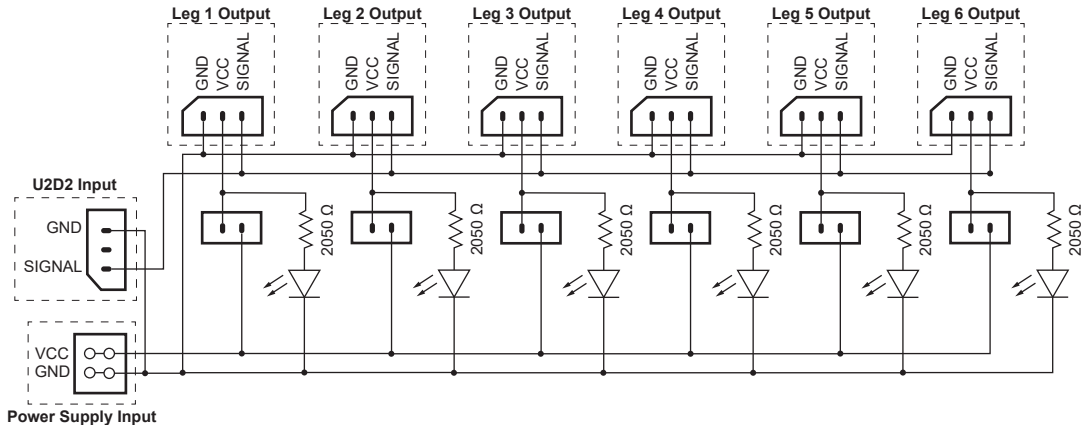 Leg 1 Output
Leg 2 Output
Leg 3 Output
Leg 4 Output
Leg 5 Output
Leg 6 Output
GND
VCC
SIGNAL
GND
VCC
SIGNAL
GND
VCC
SIGNAL
GND
VCC
SIGNAL
GND
VCC
SIGNAL
GND
VCC
SIGNAL
U2D2 Input
GND
SIGNAL
2050 Ω
2050 Ω
2050 Ω
2050 Ω
2050 Ω
2050 Ω
VCC
GND
Power Supply Input